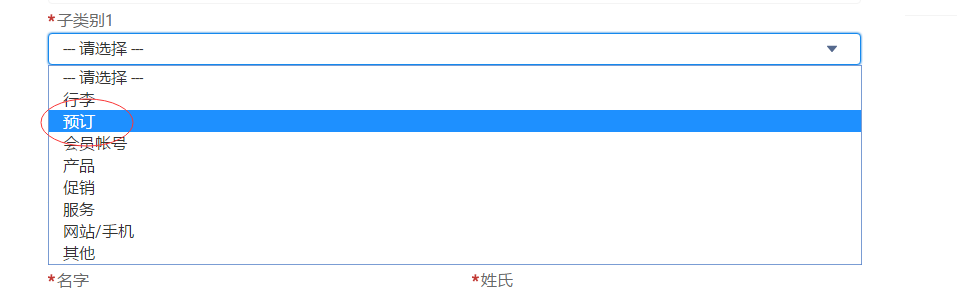 *子类别1
--- 请选择 ---
--- 请选择 ---
行李
预订
会员帐号
产品
促销
服务
网站/手机
其他
*名字 *姓氏